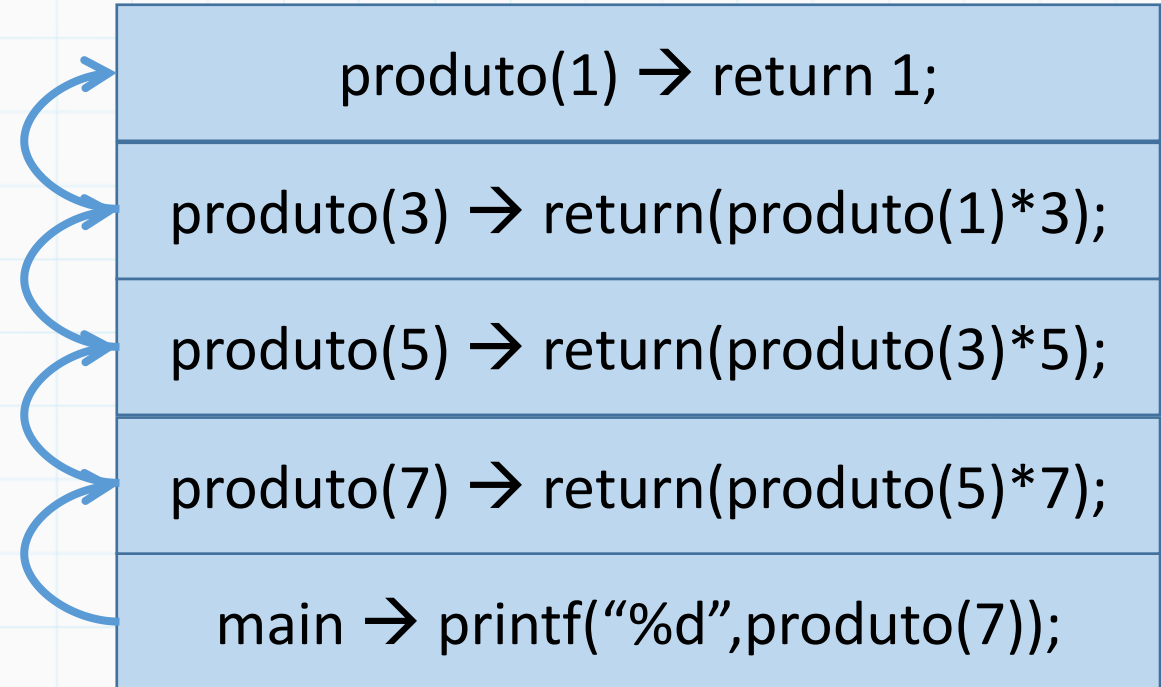 produto(1) → return 1;
produto(3) → return(produto(1)*3);
produto(5) → return(produto(3)*5);
produto(7) → return(produto(5)*7);
main → printf(“%d”,produto(7));